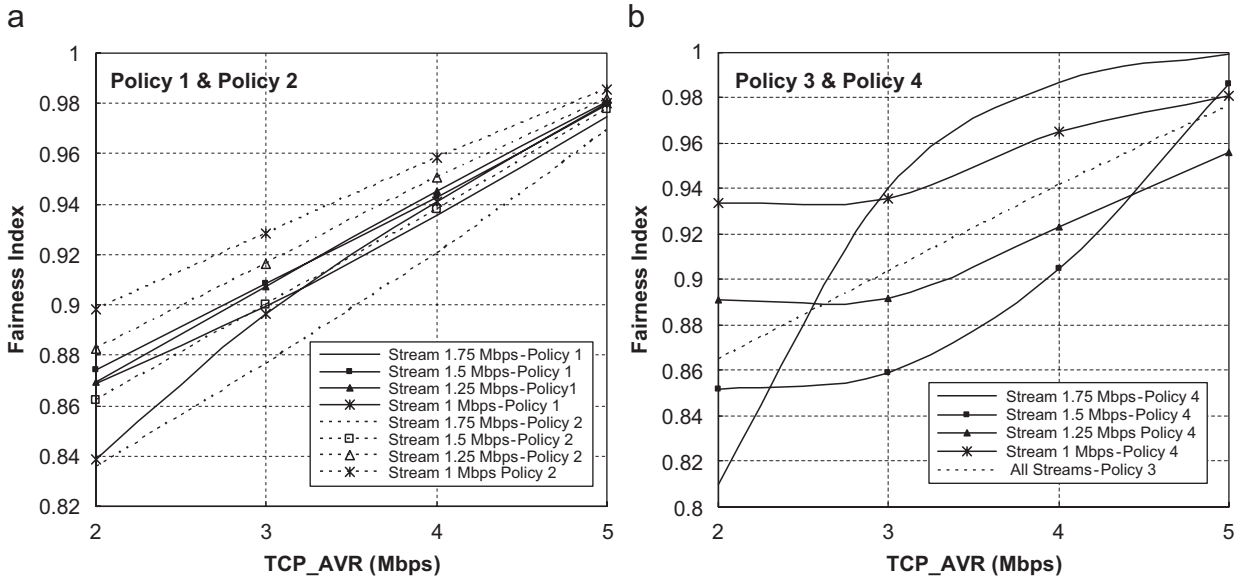 a
Policy 1 & Policy 2
Fairness Index
1
0.98
0.96
0.94
0.92
0.9
0.88
0.86
0.84
0.82
2
3
4
5
TCP_AVR (Mbps)
Stream 1.75 Mbps-Policy 1
Stream 1.5 Mbps-Policy 1
Stream 1.25 Mbps-Policy1
Stream 1 Mbps-Policy 1
Stream 1.75 Mbps-Policy 2
Stream 1.5 Mbps-Policy 2
Stream 1.25 Mbps-Policy 2
Stream 1 Mbps Policy 2
b
Policy 3 & Policy 4
Fairness Index
1
0.98
0.96
0.94
0.92
0.9
0.88
0.86
0.84
0.82
0.8
2
3
4
5
TCP_AVR (Mbps)
Stream 1.75 Mbps-Policy 4
Stream 1.5 Mbps-Policy 4
Stream 1.25 Mbps Policy 4
Stream 1 Mbps-Policy 4
All Streams-Policy 3